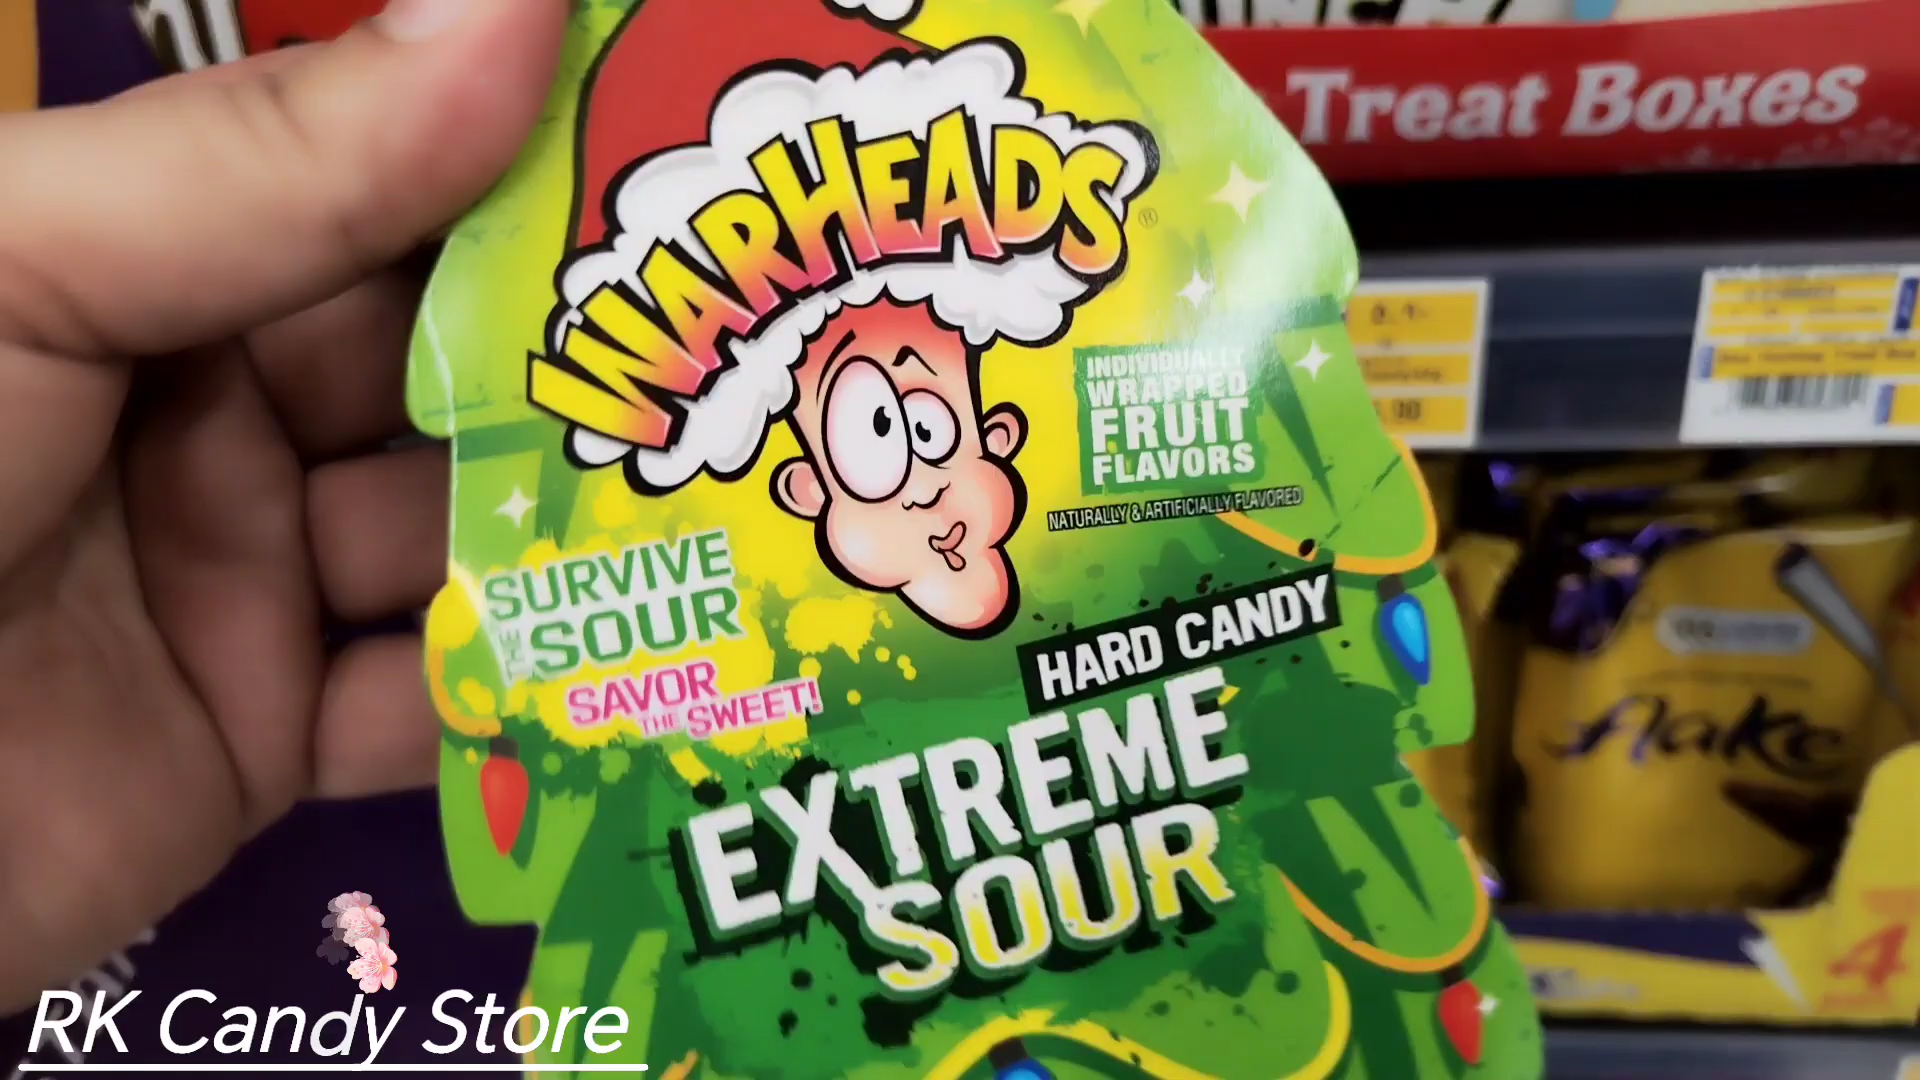 Treat Boxes
WARHEADS
®
INDIVIDUALLY
WRAPPED
FRUIT
FLAVORS
NATURALLY & ARTIFICIALLY FLAVORED
SURVIVE
THE SOUR
SAVOR
THE SWEET!
HARD CANDY
EXTREME
SOUR
flake
4
RK Candy Store